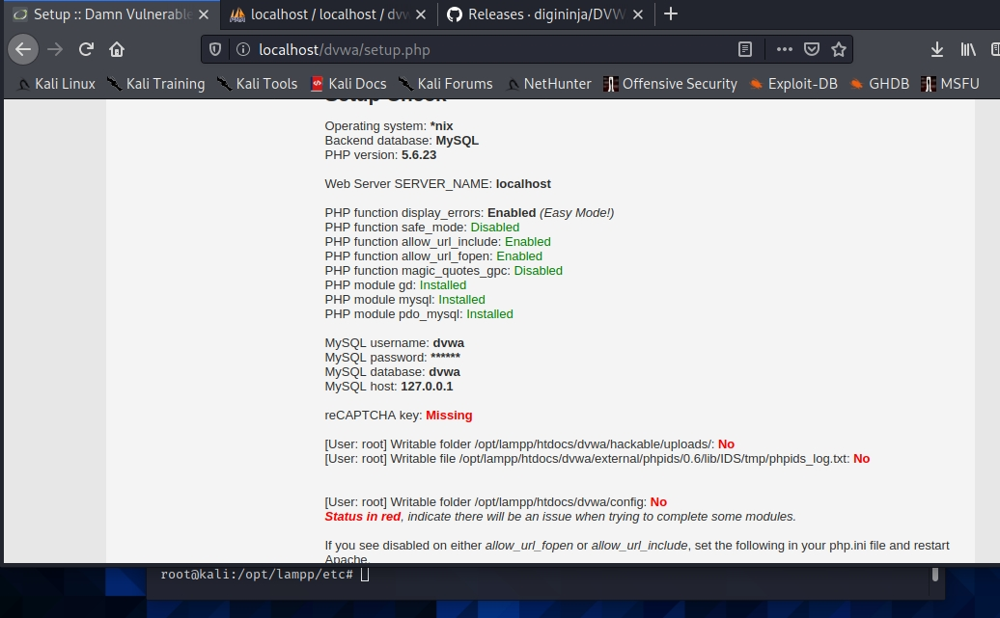 Setup :: Damn Vulnerable
localhost / localhost / dvw
Releases · digininja/DVW
localhost/dvwa/setup.php
Kali Linux
Kali Training
Kali Tools
Kali Docs
Kali Forums
NetHunter
Offensive Security
Exploit-DB
GHDB
MSFU
Setup Check
Operating system: *nix
Backend database: MySQL
PHP version: 5.6.23
Web Server SERVER_NAME: localhost
PHP function display_errors: Enabled (Easy Mode!)
PHP function safe_mode: Disabled
PHP function allow_url_include: Enabled
PHP function allow_url_fopen: Enabled
PHP function magic_quotes_gpc: Disabled
PHP module gd: Installed
PHP module mysql: Installed
PHP module pdo_mysql: Installed
MySQL username: dvwa
MySQL password: ******
MySQL database: dvwa
MySQL host: 127.0.0.1
reCAPTCHA key: Missing
[User: root] Writable folder /opt/lampp/htdocs/dvwa/hackable/uploads/: No
[User: root] Writable file /opt/lampp/htdocs/dvwa/external/phpids/0.6/lib/IDS/tmp/phpids_log.txt: No
[User: root] Writable folder /opt/lampp/htdocs/dvwa/config: No
Status in red, indicate there will be an issue when trying to complete some modules.
If you see disabled on either allow_url_fopen or allow_url_include, set the following in your php.ini file and restart
Apache.
root@kali:/opt/lampp/etc#